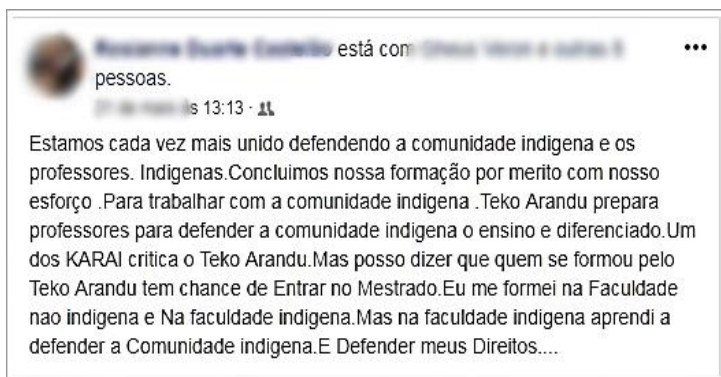 está com
pessoas.
às 13:13 ·
Estamos cada vez mais unido defendendo a comunidade indigena e os
professores. Indigenas.Concluimos nossa formação por merito com nosso
esforço .Para trabalhar com a comunidade indigena .Teko Arandu prepara
professores para defender a comunidade indigena o ensino e diferenciado.Um
dos KARAI critica o Teko Arandu.Mas posso dizer que quem se formou pelo
Teko Arandu tem chance de Entrar no Mestrado.Eu me formei na Faculdade
nao indigena e Na faculdade indigena.Mas na faculdade indigena aprendi a
defender a Comunidade indigena.E Defender meus Direitos....